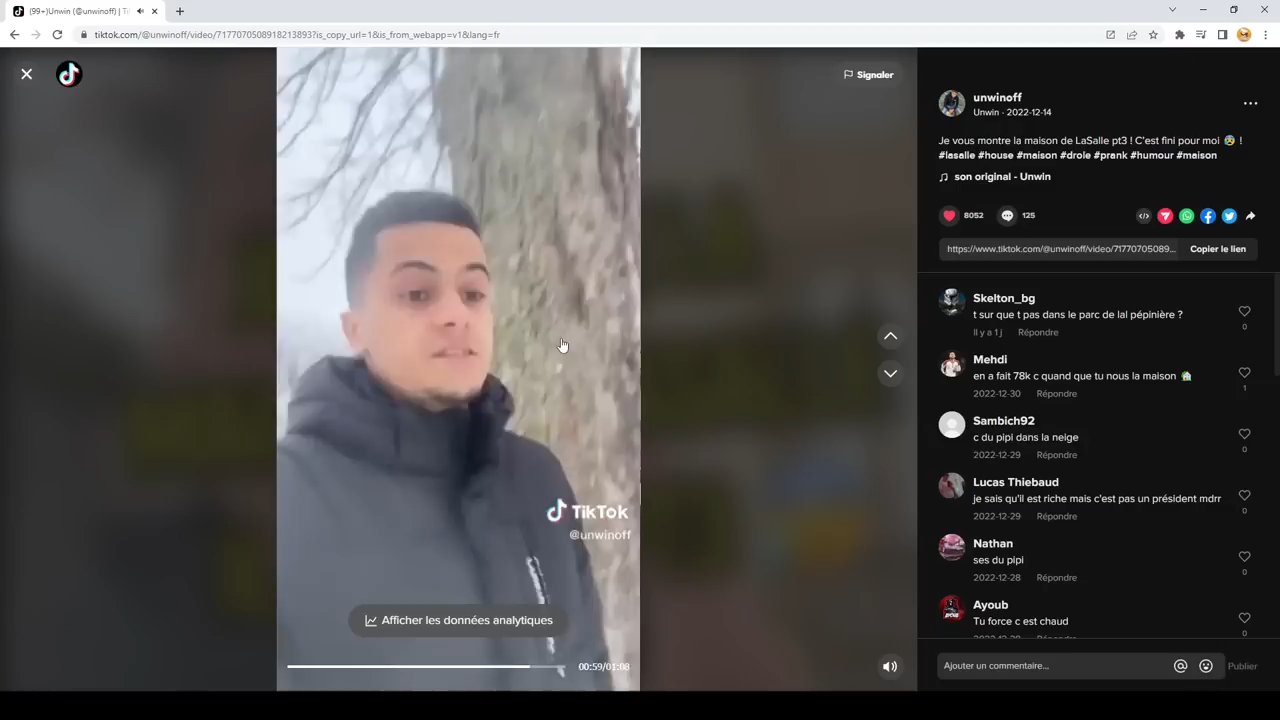 (99+)Unwin (@unwinoff) | Ti
tiktok.com/@unwinoff/video/7177070508918213893?is_copy_url=1&is_from_webapp=v1&lang=fr
Signaler
TikTok
@unwinoff
Afficher les données analytiques
00:59/01:08
unwinoff
Unwin · 2022-12-14
Je vous montre la maison de LaSalle pt3 ! C'est fini pour moi 😰 !
#lasalle #house #maison #drole #prank #humour #maison
son original - Unwin
8052
125
https://www.tiktok.com/@unwinoff/video/71770705089...
Copier le lien
Skelton_bg
t sur que t pas dans le parc de lal pépinière ?
Il y a 1 j Répondre
0
Mehdi
en a fait 78k c quand que tu nous la maison 🏡
2022-12-30 Répondre
1
Sambich92
c du pipi dans la neige
2022-12-29 Répondre
0
Lucas Thiebaud
je sais qu'il est riche mais c'est pas un président mdrr
2022-12-29 Répondre
0
Nathan
ses du pipi
2022-12-28 Répondre
0
Ayoub
Tu force c est chaud
0
Ajouter un commentaire...
Publier